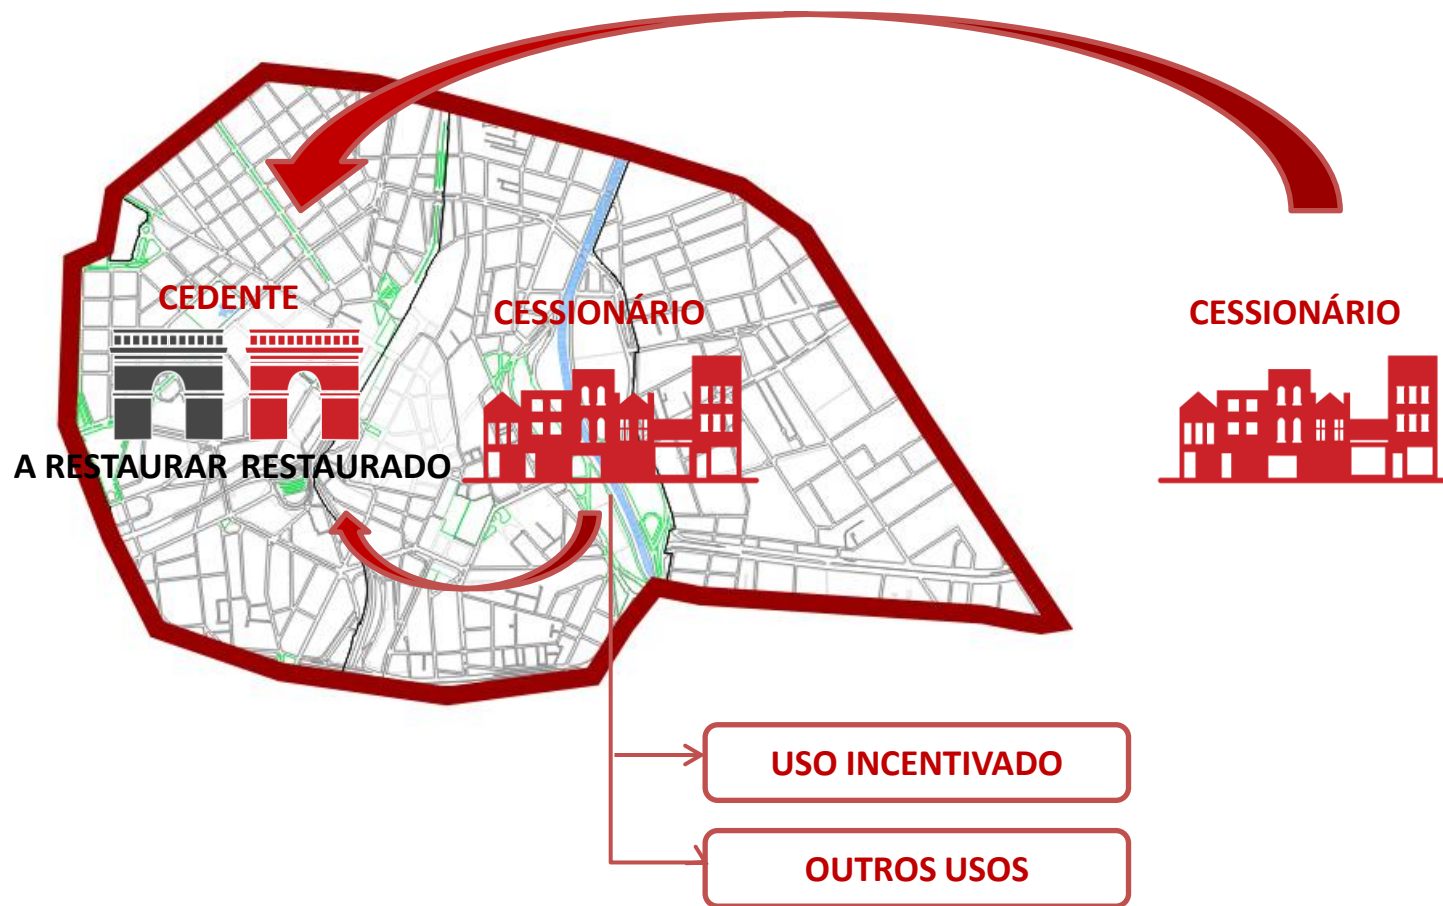 CEDENTE
CESSIONÁRIO
CESSIONÁRIO
A RESTAURAR RESTAURADO
USO INCENTIVADO
OUTROS USOS